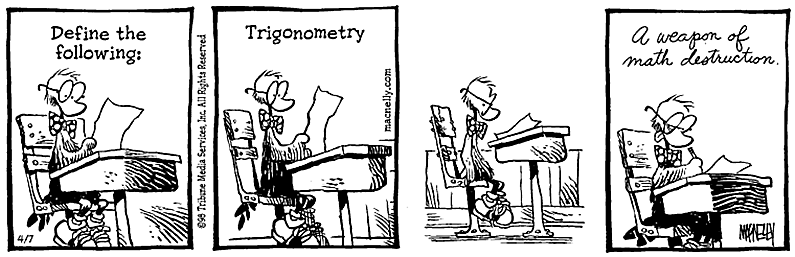 Define the
following:
4/7
©98 Tribune Media Services, Inc. All Rights Reserved
Trigonometry
macnelly.com
A weapon of
math destruction.
MACNELLY